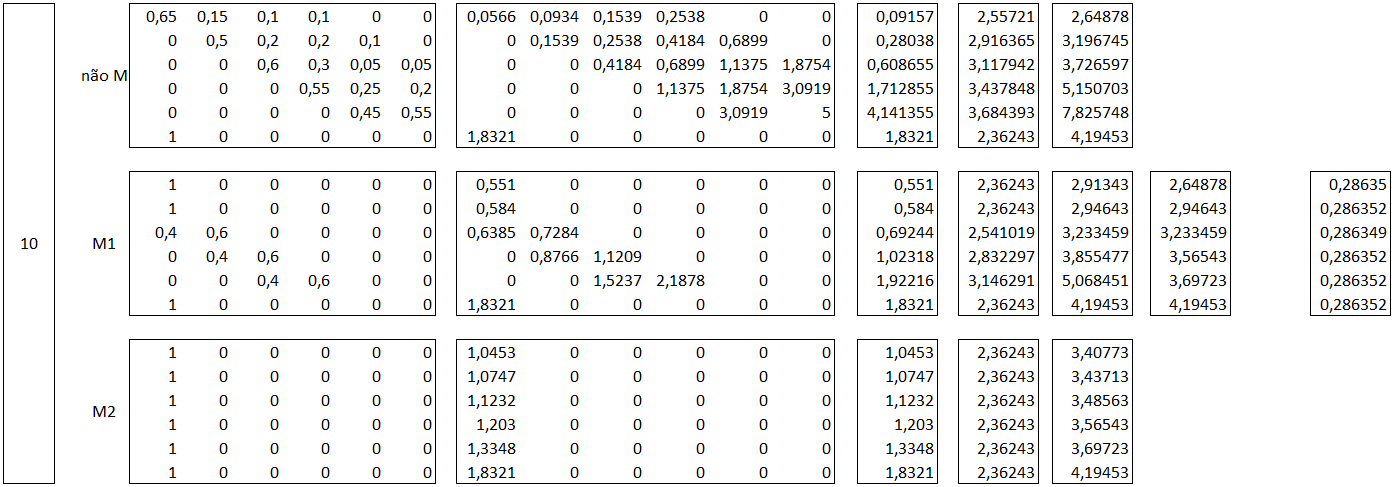 0,65 0,15 0,1 0,1 0 0 0,0566 0,0934 0,1539 0,2538 0 0 0,09157 2,55721 2,64878
0 0,5 0,2 0,2 0,1 0 0 0,1539 0,2538 0,4184 0,6899 0 0,28038 2,916365 3,196745
não M 0 0 0,6 0,3 0,05 0,05 0 0 0,4184 0,6899 1,1375 1,8754 0,608655 3,117942 3,726597
0 0 0 0,55 0,25 0,2 0 0 0 1,1375 1,8754 3,0919 1,712855 3,437848 5,150703
0 0 0 0 0,45 0,55 0 0 0 0 3,0919 5 4,141355 3,684393 7,825748
1 0 0 0 0 0 1,8321 0 0 0 0 0 1,8321 2,36243 4,19453
1 0 0 0 0 0 0,551 0 0 0 0 0 0,551 2,36243 2,91343 2,64878 0,28635
1 0 0 0 0 0 0,584 0 0 0 0 0 0,584 2,36243 2,94643 2,94643 0,286352
10 M1 0,4 0,6 0 0 0 0 0,6385 0,7284 0 0 0 0 0,69244 2,541019 3,233459 3,233459 0,286349
0 0,4 0,6 0 0 0 0 0,8766 1,1209 0 0 0 1,02318 2,832297 3,855477 3,56543 0,286352
0 0 0,4 0,6 0 0 0 0 1,5237 2,1878 0 0 1,92216 3,146291 5,068451 3,69723 0,286352
1 0 0 0 0 0 1,8321 0 0 0 0 0 1,8321 2,36243 4,19453 4,19453 0,286352
1 0 0 0 0 0 1,0453 0 0 0 0 0 1,0453 2,36243 3,40773
1 0 0 0 0 0 1,0747 0 0 0 0 0 1,0747 2,36243 3,43713
M2 1 0 0 0 0 0 1,1232 0 0 0 0 0 1,1232 2,36243 3,48563
1 0 0 0 0 0 1,203 0 0 0 0 0 1,203 2,36243 3,56543
1 0 0 0 0 0 1,3348 0 0 0 0 0 1,3348 2,36243 3,69723
1 0 0 0 0 0 1,8321 0 0 0 0 0 1,8321 2,36243 4,19453